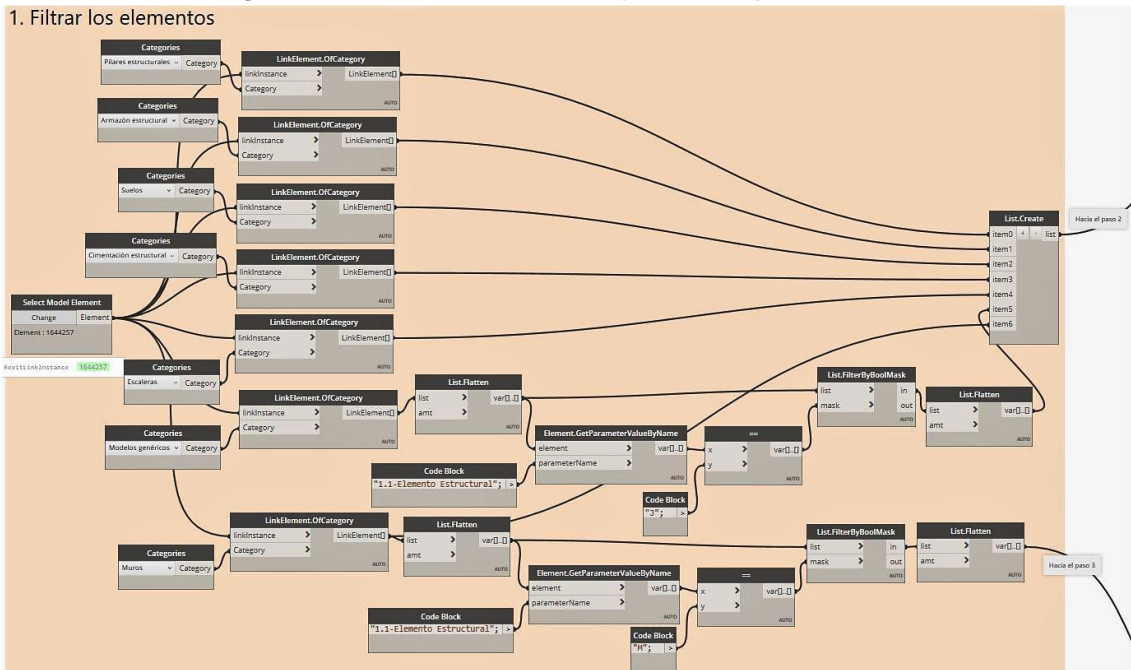 1. Filtrar los elementos
Categories
Pilares estructurales Category
LinkElement.OfCategory
linkInstance > LinkElement[]
Category >
AUTO
Categories
Armazón estructural Category
LinkElement.OfCategory
linkInstance > LinkElement[]
Category >
AUTO
Categories
Suelos Category
LinkElement.OfCategory
linkInstance > LinkElement[]
Category >
AUTO
Categories
Cimentación estructural Category
LinkElement.OfCategory
linkInstance > LinkElement[]
Category >
AUTO
Select Model Element
Change Element
Element : 1644257
RevitLinkInstance 1644257
LinkElement.OfCategory
linkInstance > LinkElement[]
Category >
AUTO
Categories
Escaleras Category
LinkElement.OfCategory
linkInstance > LinkElement[]
Category >
AUTO
Categories
Modelos genéricos Category
List.Flatten
list > var[]..[]
amt >
AUTO
Element.GetParameterValueByName
element > var[]..[]
parameterName >
AUTO
Code Block
"1.1-Elemento Estructural"; >
==
x > var[]..[]
y >
AUTO
Code Block
"J"; >
List.FilterByBoolMask
list > in
mask > out
AUTO
List.Flatten
list > var[]..[]
amt >
AUTO
List.Create
item0 + - list
item1
item2
item3
item4
item5
item6
AUTO
Hacia el paso 2
LinkElement.OfCategory
linkInstance > LinkElement[]
Category >
AUTO
Categories
Muros Category
List.Flatten
list > var[]..[]
amt >
AUTO
Element.GetParameterValueByName
element > var[]..[]
parameterName >
AUTO
Code Block
"1.1-Elemento Estructural"; >
==
x > var[]..[]
y >
AUTO
Code Block
"M"; >
List.FilterByBoolMask
list > in
mask > out
AUTO
List.Flatten
list > var[]..[]
amt >
AUTO
Hacia el paso 3